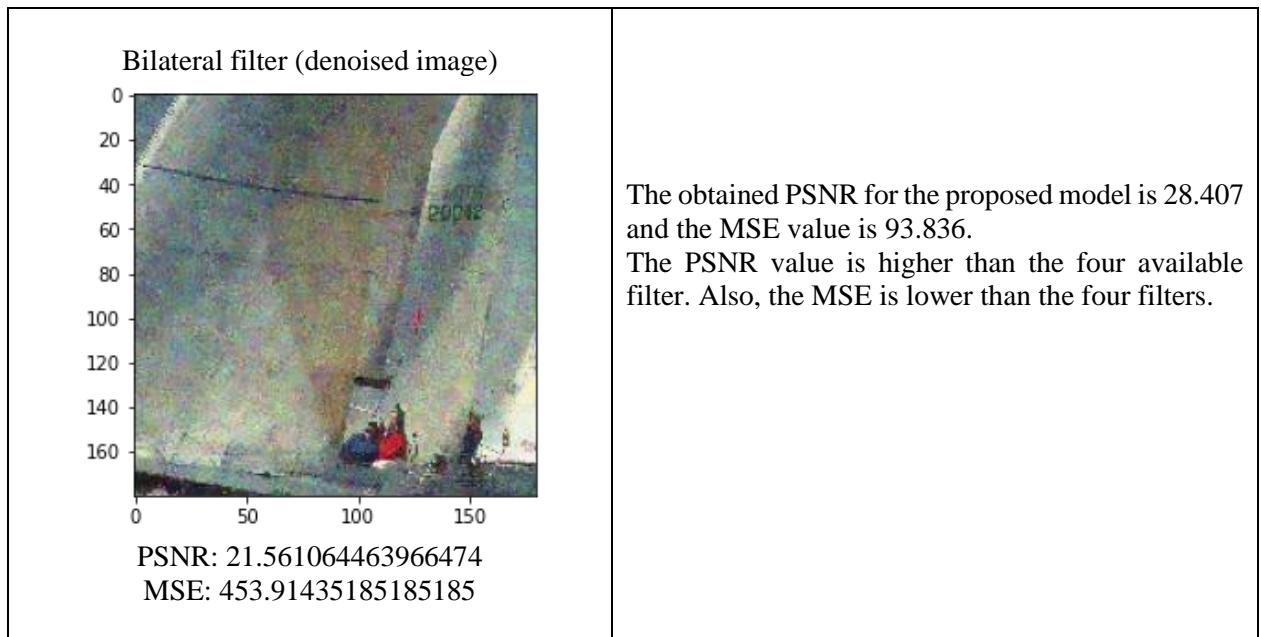 Bilateral filter (denoised image)
0
20
40
60
80
100
120
140
160
0 50 100 150
PSNR: 21.561064463966474
MSE: 453.91435185185185
The obtained PSNR for the proposed model is 28.407
and the MSE value is 93.836.
The PSNR value is higher than the four available
filter. Also, the MSE is lower than the four filters.